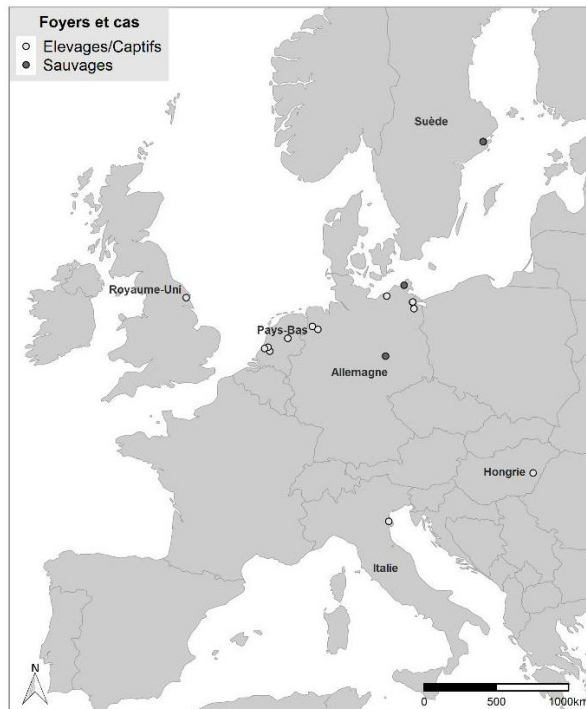 Foyers et cas
Elevages/Captifs
Sauvages
Suède
Royaume-Uni
Pays-Bas
Allemagne
Hongrie
Italie
N
0 500 1000km